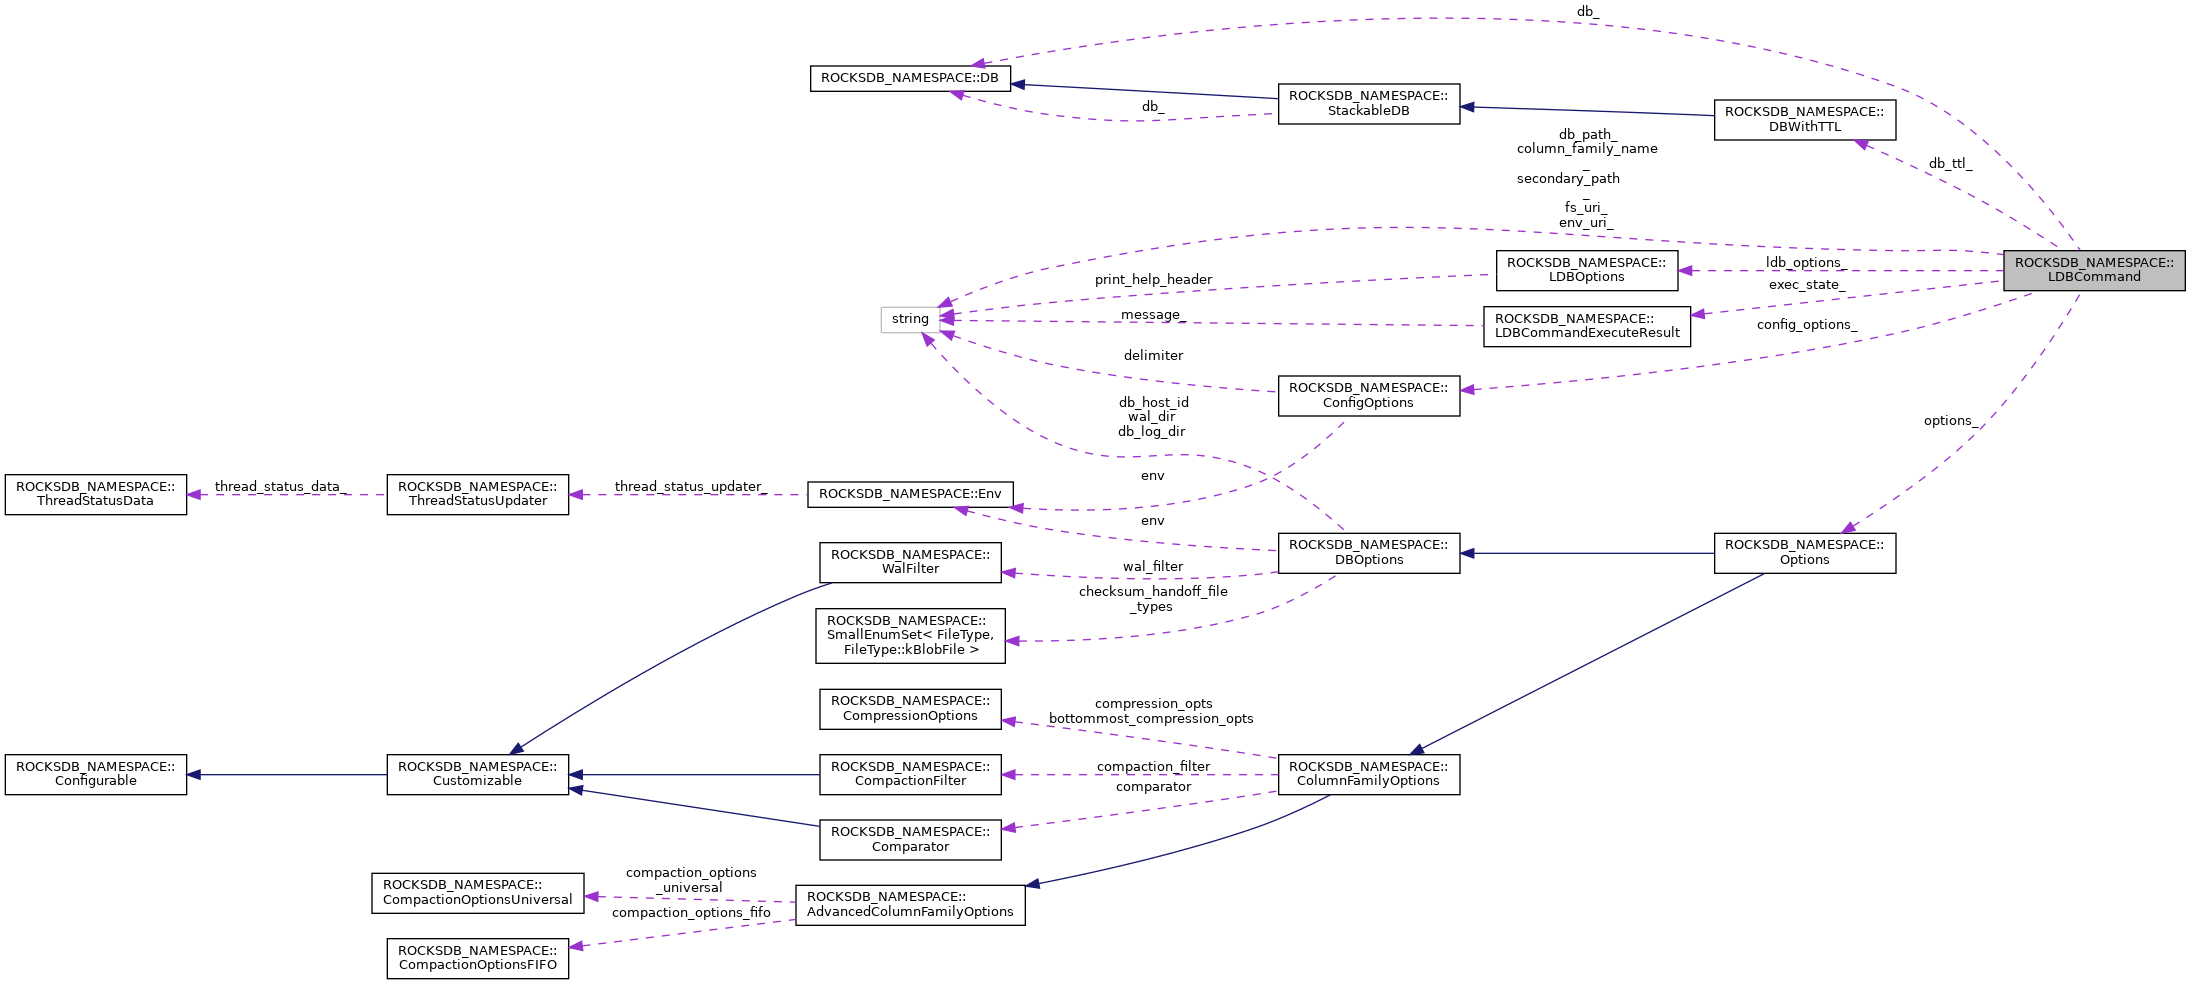 db_
ROCKSDB_NAMESPACE::DB
ROCKSDB_NAMESPACE::
StackableDB
db_
ROCKSDB_NAMESPACE::
DBWithTTL
db_path_
column_family_name
_
secondary_path
_
fs_uri_
env_uri_
db_ttl_
ROCKSDB_NAMESPACE::
LDBCommand
ROCKSDB_NAMESPACE::
LDBOptions
ldb_options_
print_help_header
exec_state_
string
message_
ROCKSDB_NAMESPACE::
LDBCommandExecuteResult
config_options_
delimiter
ROCKSDB_NAMESPACE::
ConfigOptions
db_host_id
wal_dir
db_log_dir
options_
env
ROCKSDB_NAMESPACE::
ThreadStatusData
thread_status_data_
ROCKSDB_NAMESPACE::
ThreadStatusUpdater
thread_status_updater_
ROCKSDB_NAMESPACE::Env
env
ROCKSDB_NAMESPACE::
DBOptions
ROCKSDB_NAMESPACE::
Options
ROCKSDB_NAMESPACE::
WalFilter
wal_filter
checksum_handoff_file
_types
ROCKSDB_NAMESPACE::
SmallEnumSet< FileType,
FileType::kBlobFile >
ROCKSDB_NAMESPACE::
CompressionOptions
compression_opts
bottommost_compression_opts
ROCKSDB_NAMESPACE::
Configurable
ROCKSDB_NAMESPACE::
Customizable
ROCKSDB_NAMESPACE::
CompactionFilter
compaction_filter
ROCKSDB_NAMESPACE::
ColumnFamilyOptions
comparator
ROCKSDB_NAMESPACE::
Comparator
ROCKSDB_NAMESPACE::
CompactionOptionsUniversal
compaction_options
_universal
ROCKSDB_NAMESPACE::
AdvancedColumnFamilyOptions
compaction_options_fifo
ROCKSDB_NAMESPACE::
CompactionOptionsFIFO